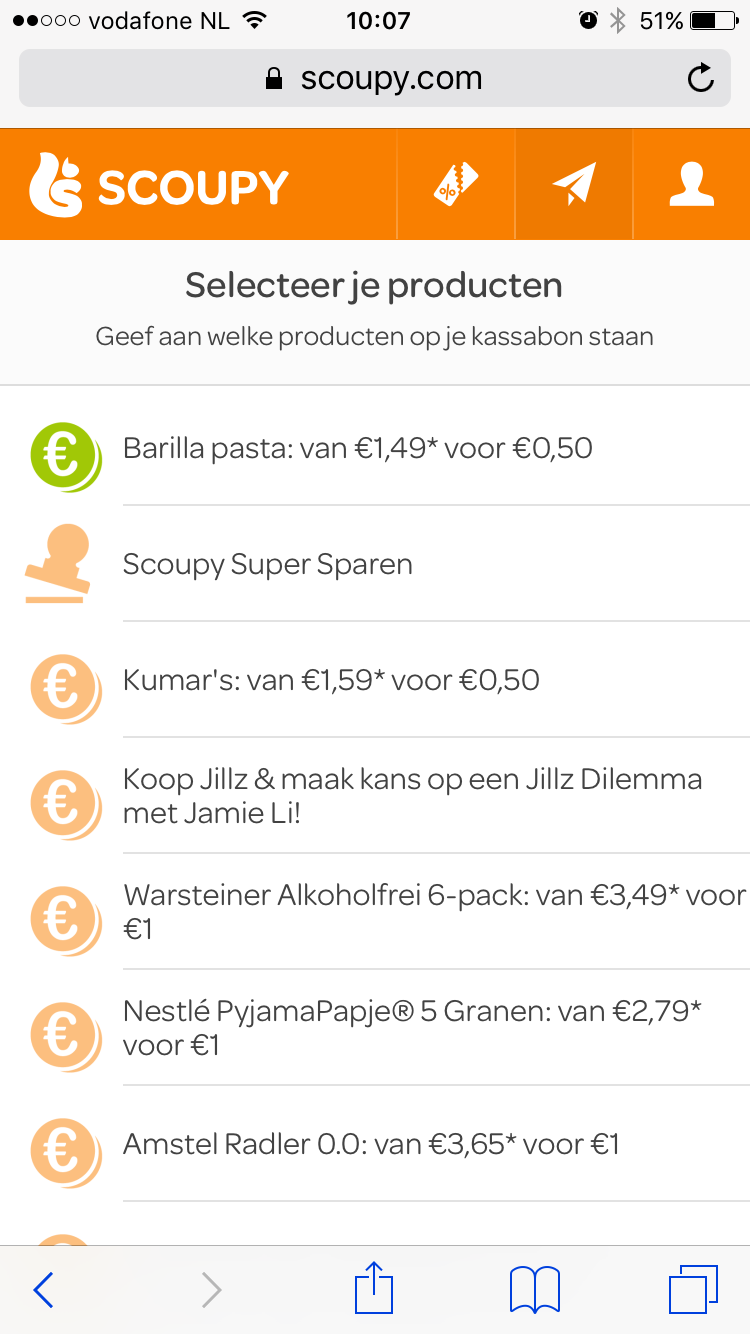 vodafone NL 10:07 51%
scoupy.com
SCOUPY %
Selecteer je producten
Geef aan welke producten op je kassabon staan
€ Barilla pasta: van €1,49* voor €0,50
Scoupy Super Sparen
€ Kumar's: van €1,59* voor €0,50
€ Koop Jillz & maak kans op een Jillz Dilemma
met Jamie Li!
€ Warsteiner Alkoholfrei 6-pack: van €3,49* voor
€1
€ Nestlé PyjamaPapje® 5 Granen: van €2,79*
voor €1
€ Amstel Radler 0.0: van €3,65* voor €1